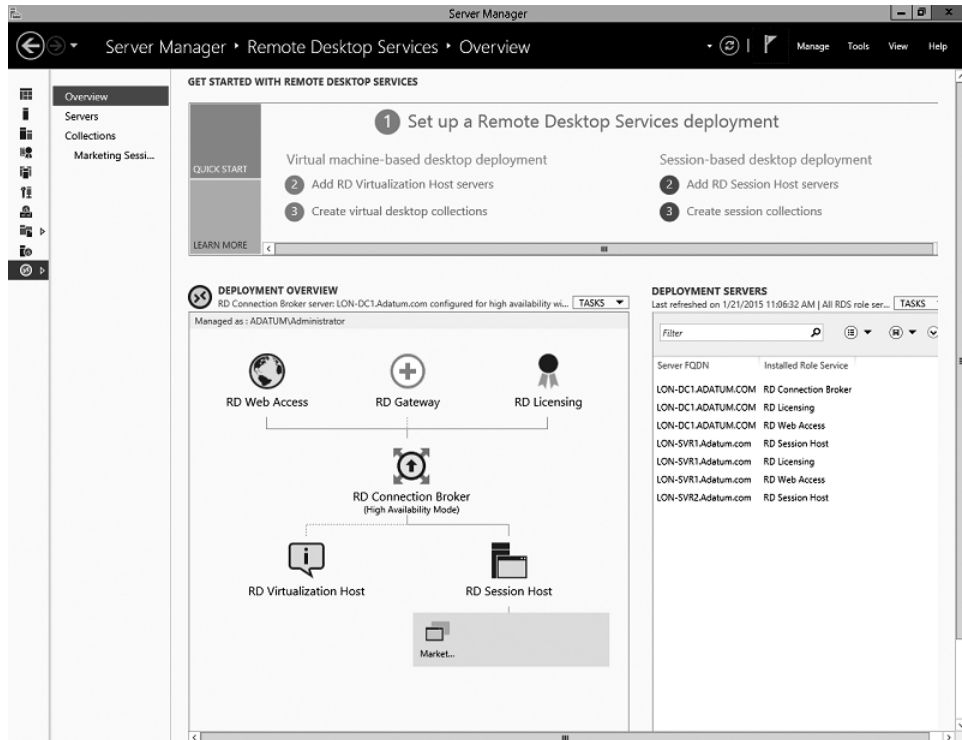 Server Manager
Server Manager ‣ Remote Desktop Services ‣ Overview
Manage Tools View Help
Overview
Servers
Collections
Marketing Sessi...
GET STARTED WITH REMOTE DESKTOP SERVICES
QUICK START
LEARN MORE
1 Set up a Remote Desktop Services deployment
Virtual machine-based desktop deployment
2 Add RD Virtualization Host servers
3 Create virtual desktop collections
Session-based desktop deployment
2 Add RD Session Host servers
3 Create session collections
DEPLOYMENT OVERVIEW
RD Connection Broker server: LON-DC1.Adatum.com configured for high availability wi... TASKS
Managed as : ADATUM\Administrator
RD Web Access
RD Gateway
RD Licensing
RD Connection Broker
(High Availability Mode)
RD Virtualization Host
RD Session Host
Market...
DEPLOYMENT SERVERS
Last refreshed on 1/21/2015 11:06:32 AM | All RDS role ser... TASKS
Filter
Server FQDN Installed Role Service
LON-DC1.ADATUM.COM RD Connection Broker
LON-DC1.ADATUM.COM RD Licensing
LON-DC1.ADATUM.COM RD Web Access
LON-SVR1.Adatum.com RD Session Host
LON-SVR1.Adatum.com RD Licensing
LON-SVR1.Adatum.com RD Web Access
LON-SVR2.Adatum.com RD Session Host